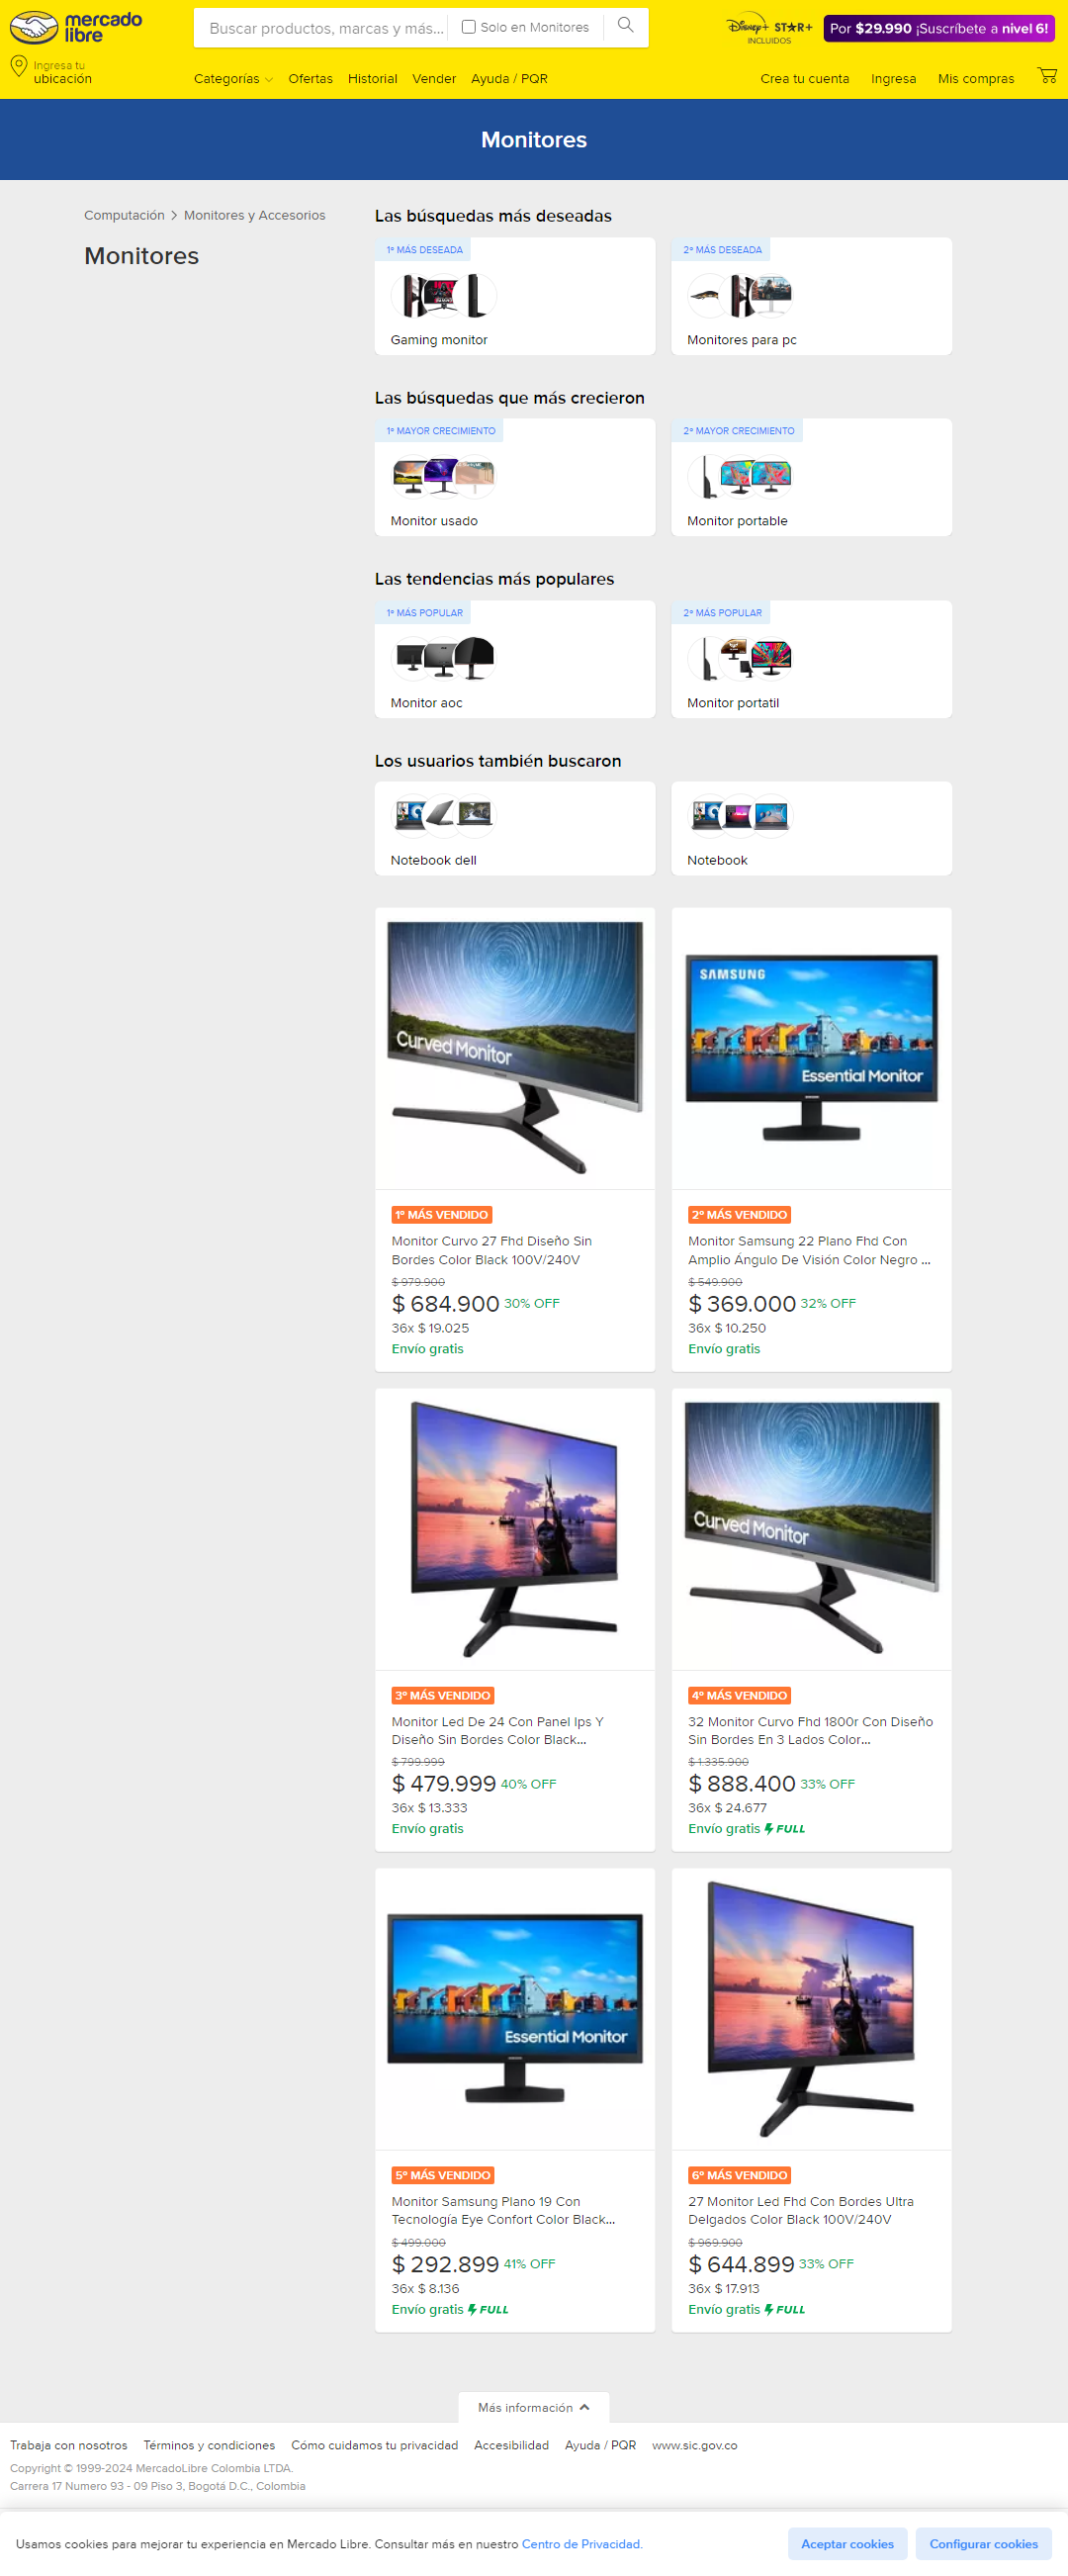 mercado
libre
Buscar productos, marcas y más...
Solo en Monitores
Disney+ STAR+
INCLUIDOS
Por $29.990 ¡Suscríbete a nivel 6!
Ingresa tu
ubicación
Categorías Ofertas Historial Vender Ayuda / PQR
Crea tu cuenta Ingresa Mis compras
Monitores
Computación > Monitores y Accesorios
Monitores
Las búsquedas más deseadas
1º MÁS DESEADA
Gaming monitor
2º MÁS DESEADA
Monitores para pc
Las búsquedas que más crecieron
1º MAYOR CRECIMIENTO
Monitor usado
2º MAYOR CRECIMIENTO
Monitor portable
Las tendencias más populares
1º MÁS POPULAR
Monitor aoc
2º MÁS POPULAR
Monitor portatil
Los usuarios también buscaron
Notebook dell
Notebook
Curved Monitor
1º MÁS VENDIDO
Monitor Curvo 27 Fhd Diseño Sin
Bordes Color Black 100V/240V
$ 979.900
$ 684.900 30% OFF
36x $ 19.025
Envío gratis
SAMSUNG
Essential Monitor
2º MÁS VENDIDO
Monitor Samsung 22 Plano Fhd Con
Amplio Ángulo De Visión Color Negro ...
$ 549.900
$ 369.000 32% OFF
36x $ 10.250
Envío gratis
3º MÁS VENDIDO
Monitor Led De 24 Con Panel Ips Y
Diseño Sin Bordes Color Black...
$ 799.999
$ 479.999 40% OFF
36x $ 13.333
Envío gratis
Curved Monitor
4º MÁS VENDIDO
32 Monitor Curvo Fhd 1800r Con Diseño
Sin Bordes En 3 Lados Color...
$ 1.335.900
$ 888.400 33% OFF
36x $ 24.677
Envío gratis FULL
Essential Monitor
5º MÁS VENDIDO
Monitor Samsung Plano 19 Con
Tecnología Eye Confort Color Black...
$ 499.000
$ 292.899 41% OFF
36x $ 8.136
Envío gratis FULL
6º MÁS VENDIDO
27 Monitor Led Fhd Con Bordes Ultra
Delgados Color Black 100V/240V
$ 969.900
$ 644.899 33% OFF
36x $ 17.913
Envío gratis FULL
Más información
Trabaja con nosotros Términos y condiciones Cómo cuidamos tu privacidad Accesibilidad Ayuda / PQR www.sic.gov.co
Copyright © 1999-2024 MercadoLibre Colombia LTDA.
Carrera 17 Numero 93 - 09 Piso 3, Bogotá D.C., Colombia
Usamos cookies para mejorar tu experiencia en Mercado Libre. Consultar más en nuestro Centro de Privacidad.
Aceptar cookies
Configurar cookies